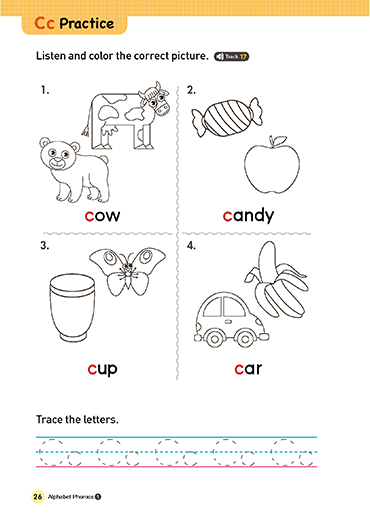 Cc Practice
Listen and color the correct picture. Track 17
1.
2.
cow
candy
3.
4.
cup
car
Trace the letters.
c c c c c
26 Alphabet Phonics 1